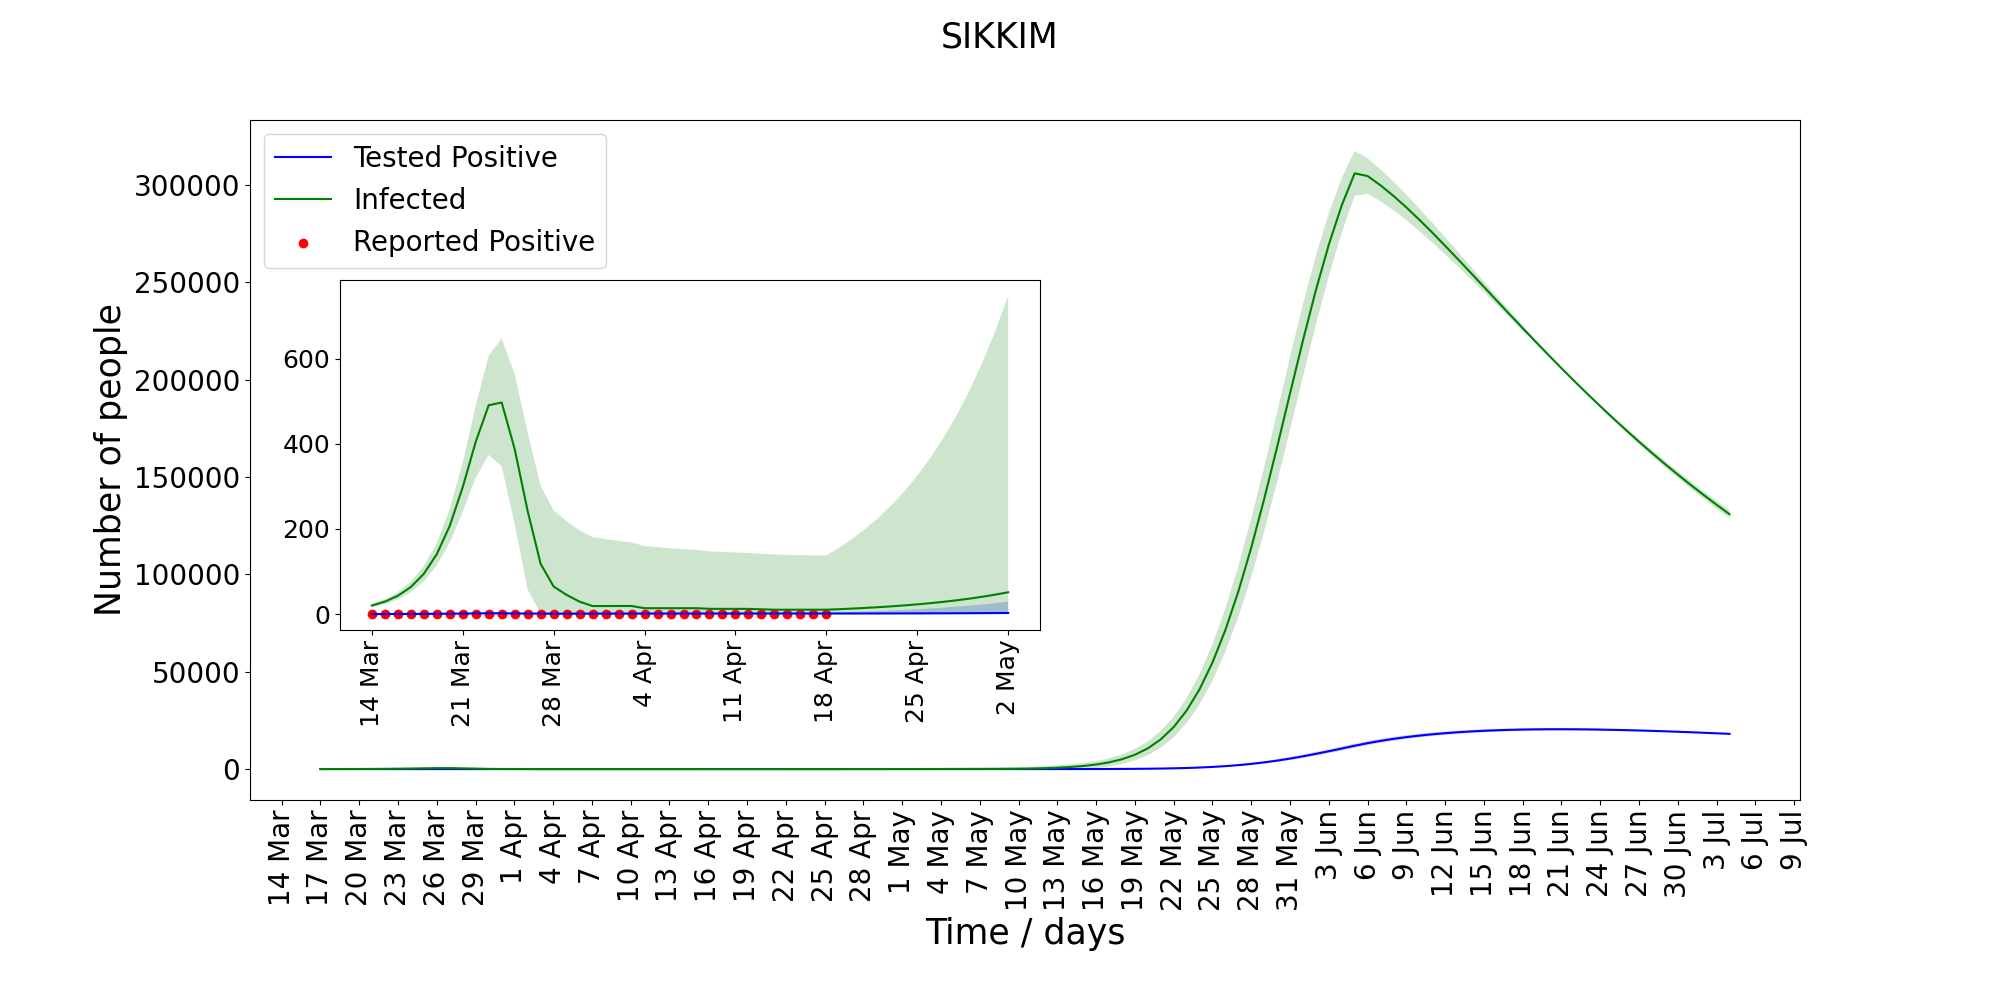 SIKKIM
Tested Positive
Infected
Reported Positive
Number of people
300000
250000
200000
150000
100000
50000
0
600
400
200
0
14 Mar
21 Mar
28 Mar
4 Apr
11 Apr
18 Apr
25 Apr
2 May
14 Mar
17 Mar
20 Mar
23 Mar
26 Mar
29 Mar
1 Apr
4 Apr
7 Apr
10 Apr
13 Apr
16 Apr
19 Apr
22 Apr
25 Apr
28 Apr
1 May
4 May
7 May
10 May
13 May
16 May
19 May
22 May
25 May
28 May
31 May
3 Jun
6 Jun
9 Jun
12 Jun
15 Jun
18 Jun
21 Jun
24 Jun
27 Jun
30 Jun
3 Jul
6 Jul
9 Jul
Time / days